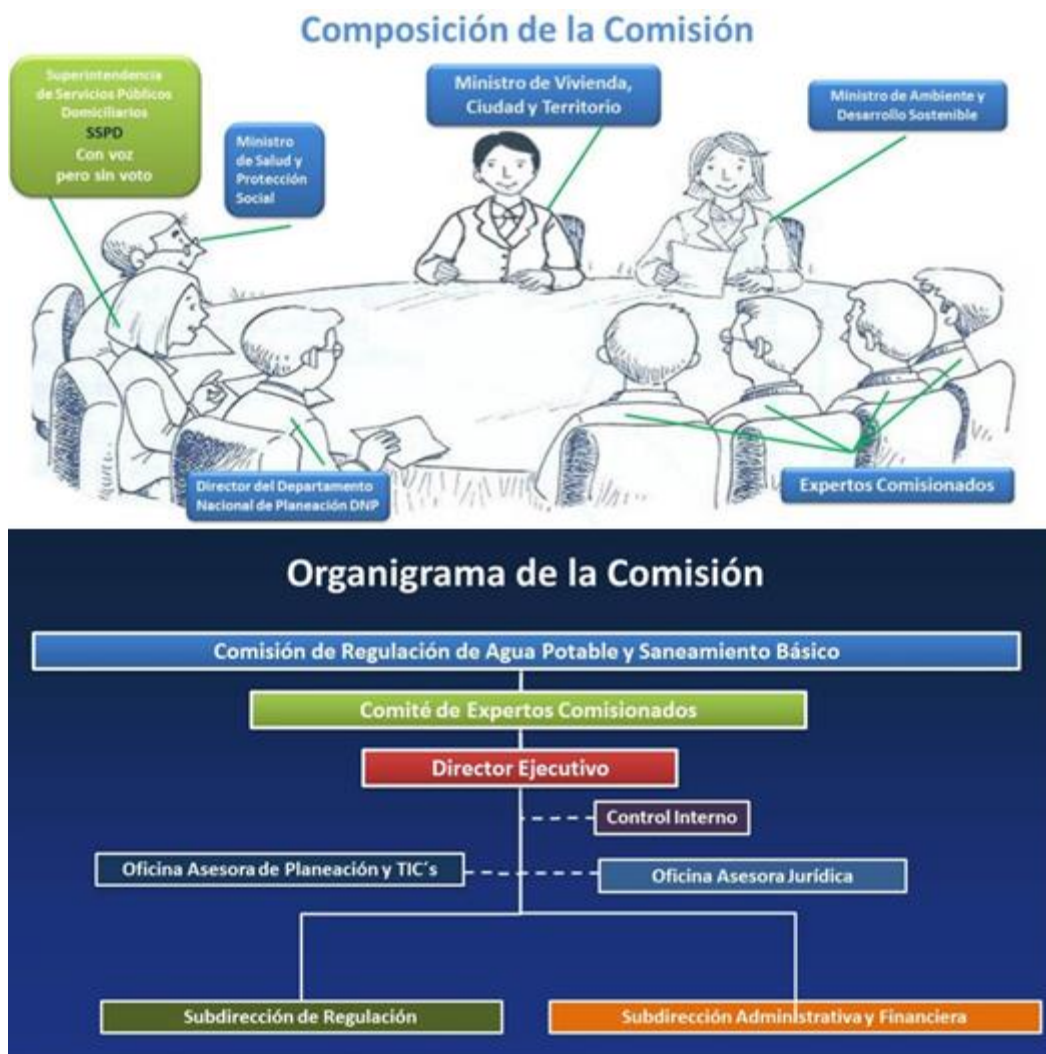 Composición de la Comisión
Superintendencia
de Servicios Públicos
Domiciliarios
SSPD
Con voz
pero sin voto
Ministro
de Salud y
Protección
Social
Ministro de Vivienda,
Ciudad y Territorio
Ministro de Ambiente y
Desarrollo Sostenible
Director del Departamento
Nacional de Planeación DNP
Expertos Comisionados
Organigrama de la Comisión
Comisión de Regulación de Agua Potable y Saneamiento Básico
Comité de Expertos Comisionados
Director Ejecutivo
Control Interno
Oficina Asesora de Planeación y TIC´s
Oficina Asesora Jurídica
Subdirección de Regulación
Subdirección Administrativa y Financiera